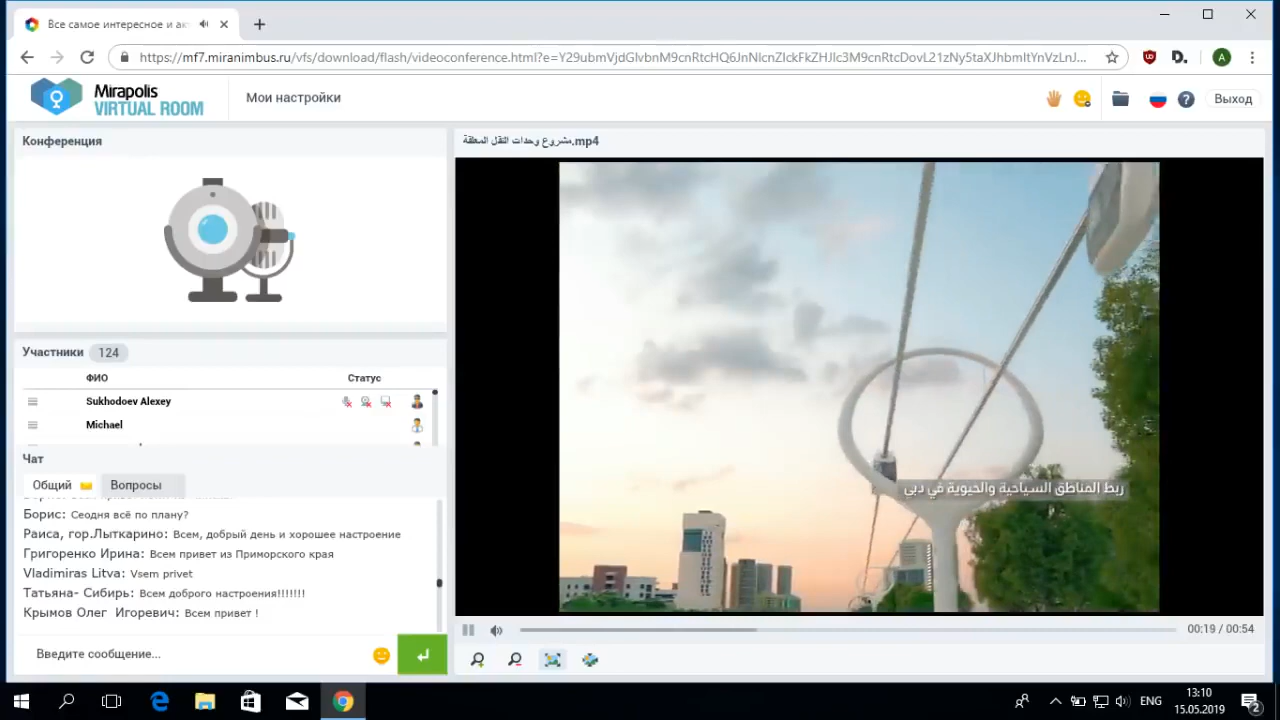 Все самое интересное и ак
https://mf7.miranimbus.ru/vfs/download/flash/videoconference.html?e=Y29ubmVjdGlvbnM9cnRtcHQ6JnNlcnZlckFkZHJlc3M9cnRtcDovL21zNy5taXJhbmltYnVzLnJ...
Mirapolis
VIRTUAL ROOM
Мои настройки
Выход
Конференция
مشروع وحدات التقل المعلقة.mp4
Участники 124
ФИО Статус
Sukhodoev Alexey
Michael
Чат
Общий Вопросы
Борис: Сеодня всё по плану?
Раиса, гор.Лыткарино: Всем, добрый день и хорошее настроение
Григоренко Ирина: Всем привет из Приморского края
Vladimiras Litva: Vsem privet
Татьяна- Сибирь: Всем доброго настроения!!!!!!!
Крымов Олег Игоревич: Всем привет !
Введите сообщение...
ربط المناطق السياحية والحيوية في دبي
00:19 / 00:54
ENG
13:10
15.05.2019
2